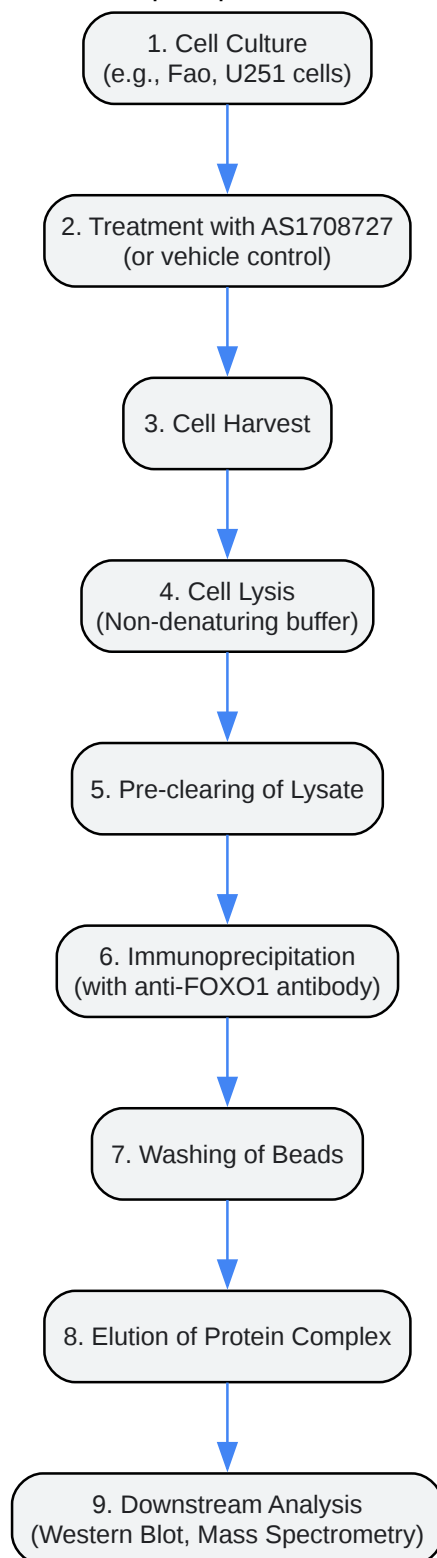 1. Cell Culture
(e.g., Fao, U251 cells)
2. Treatment with AS1708727
(or vehicle control)
3. Cell Harvest
4. Cell Lysis
(Non-denaturing buffer)
5. Pre-clearing of Lysate
6. Immunoprecipitation
(with anti-FOXO1 antibody)
7. Washing of Beads
8. Elution of Protein Complex
9. Downstream Analysis
(Western Blot, Mass Spectrometry)